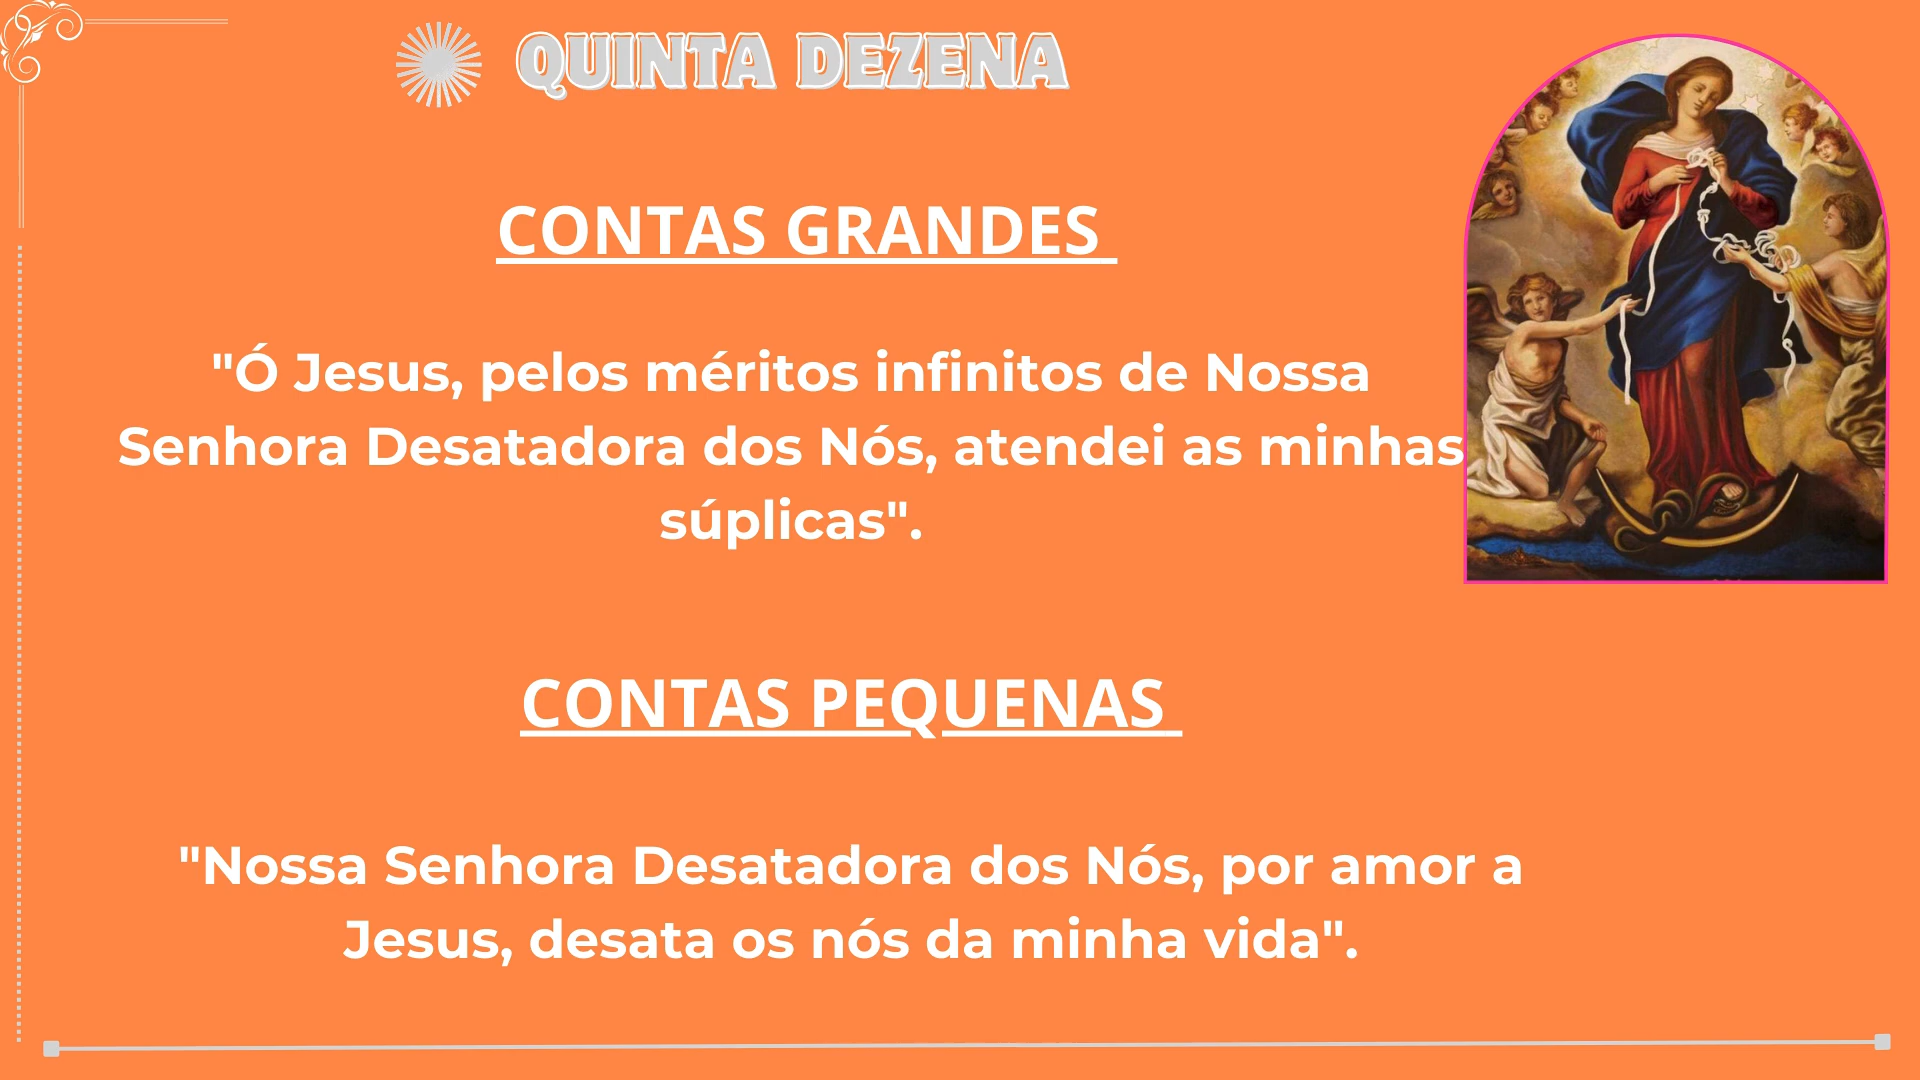 QUINTA DEZENA
CONTAS GRANDES
"Ó Jesus, pelos méritos infinitos de Nossa
Senhora Desatadora dos Nós, atendei as minhas
súplicas".
CONTAS PEQUENAS
"Nossa Senhora Desatadora dos Nós, por amor a
Jesus, desata os nós da minha vida".